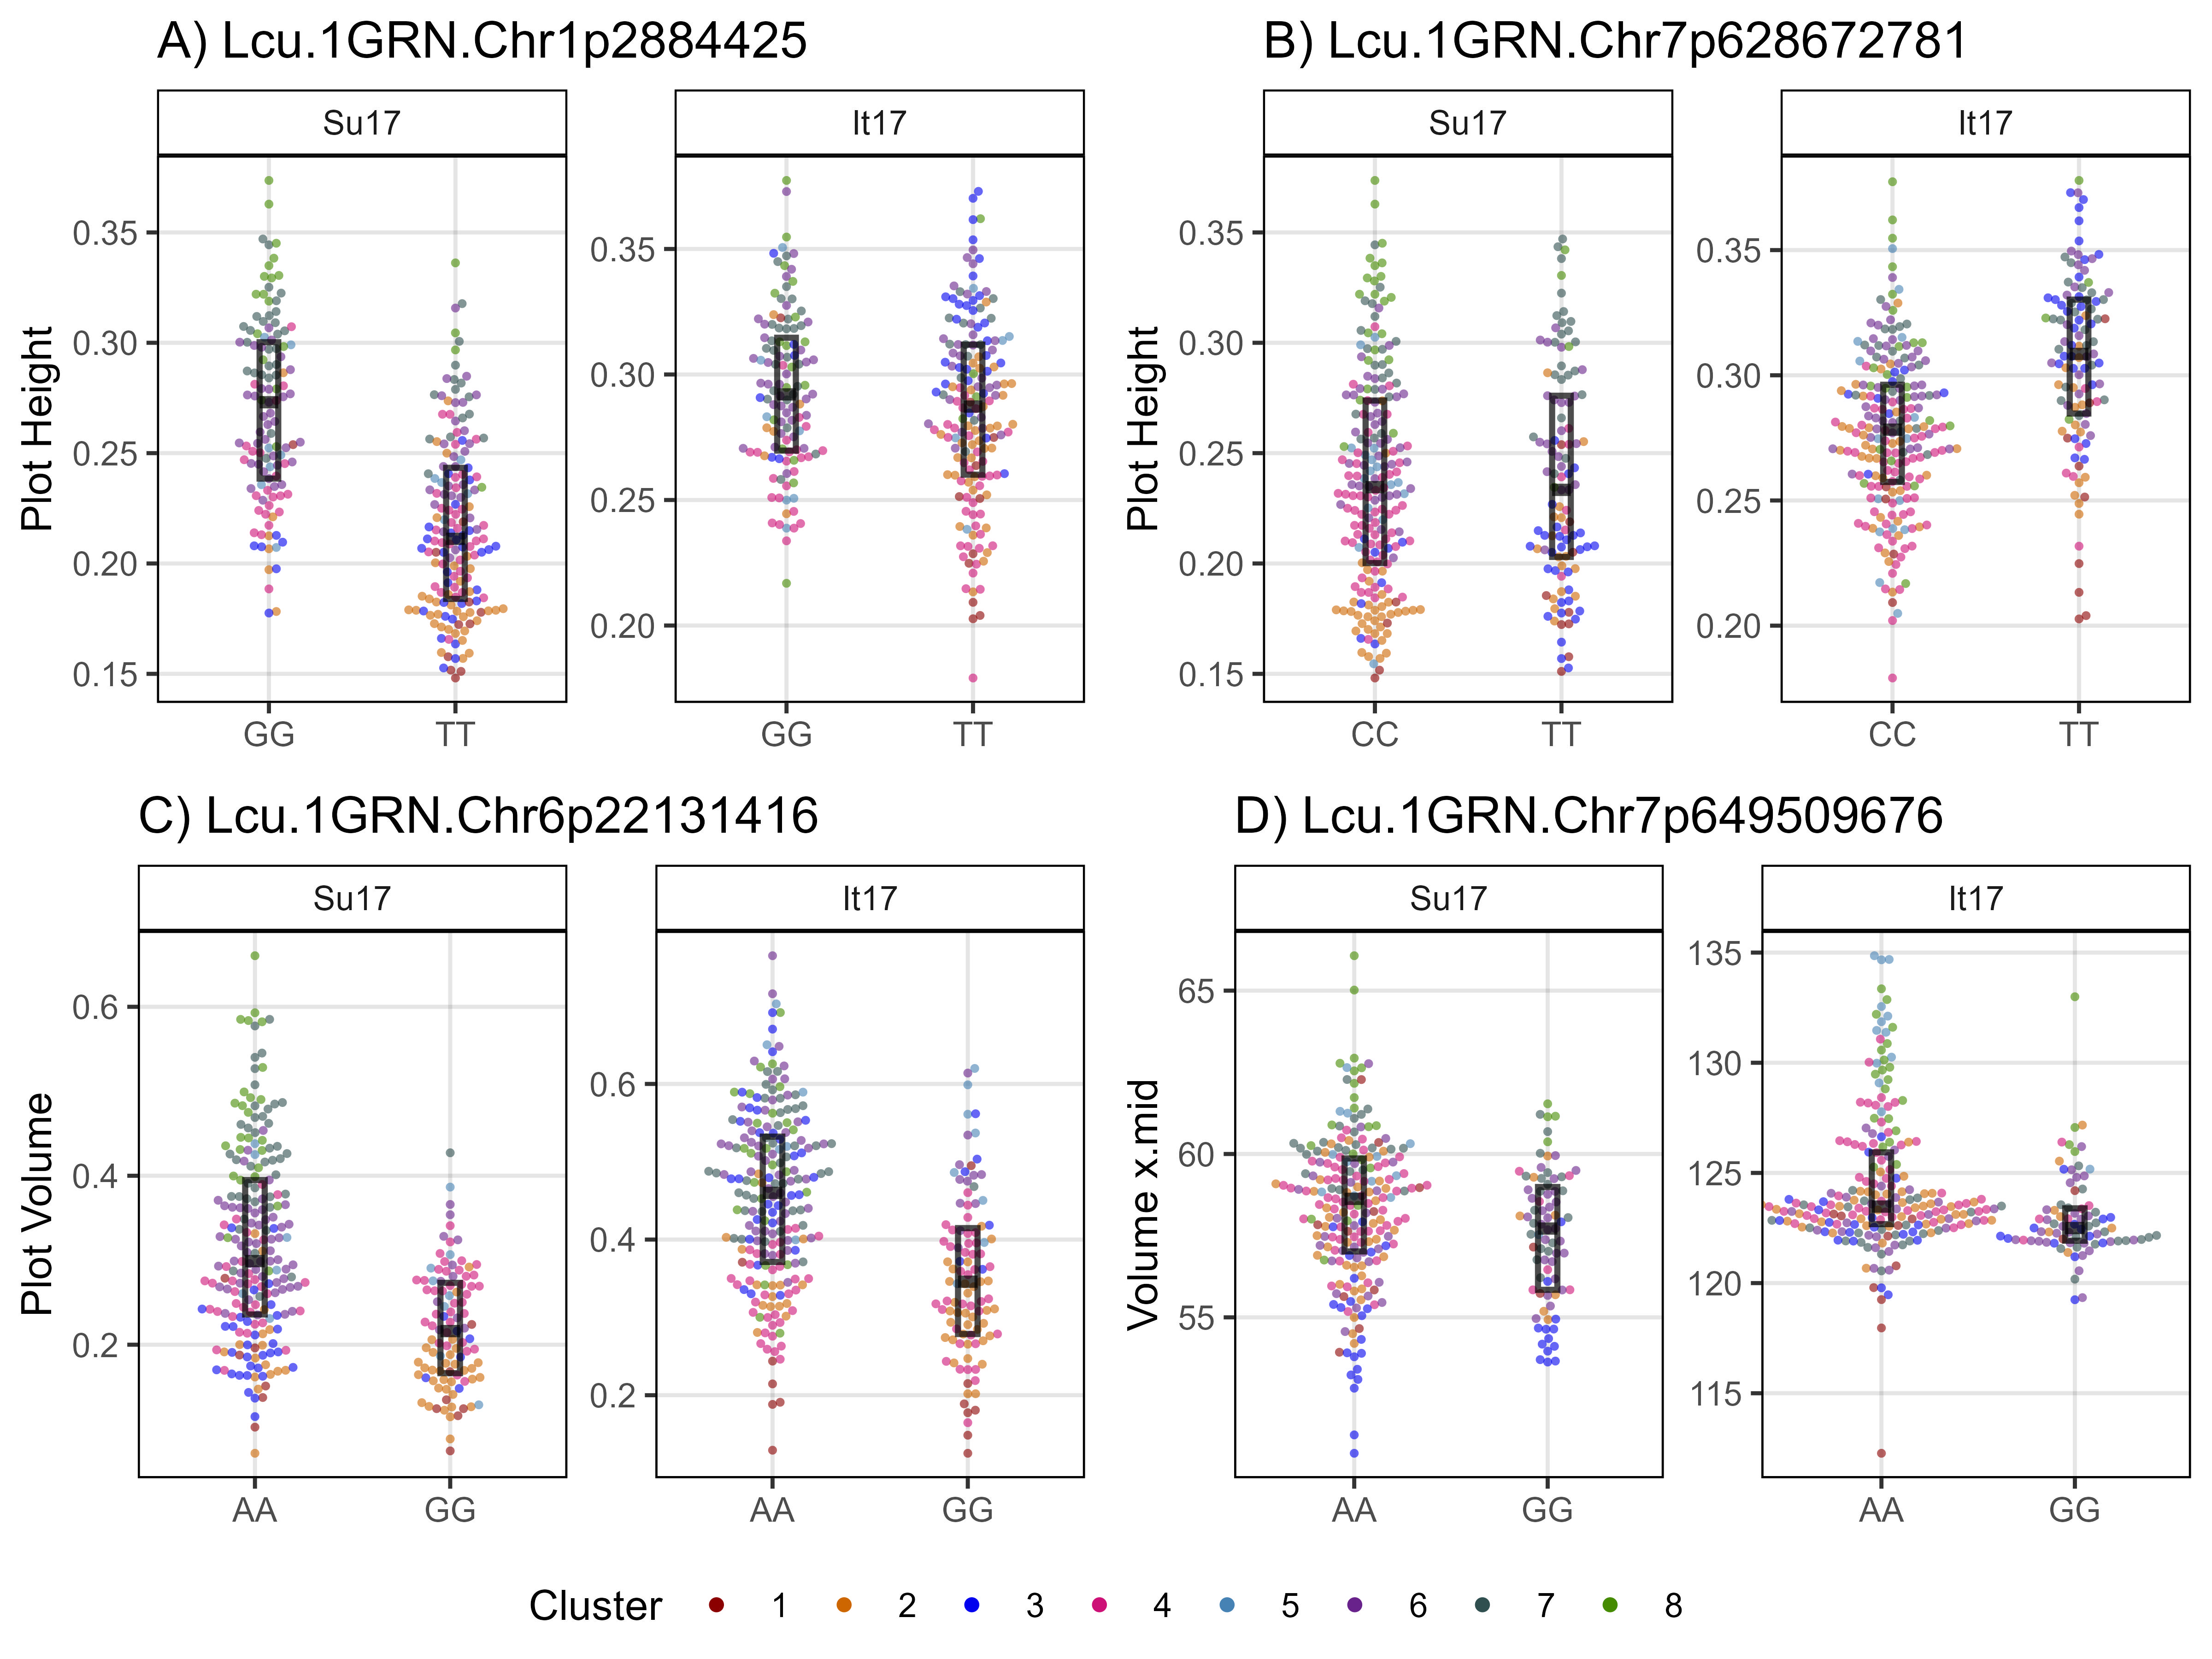 A) Lcu.1GRN.Chr1p2884425
Su17
It17
Plot Height
0.35
0.30
0.25
0.20
0.15
0.35
0.30
0.25
0.20
GG
TT
GG
TT
B) Lcu.1GRN.Chr7p628672781
Su17
It17
Plot Height
0.35
0.30
0.25
0.20
0.15
0.35
0.30
0.25
0.20
CC
TT
CC
TT
C) Lcu.1GRN.Chr6p22131416
Su17
It17
Plot Volume
0.6
0.4
0.2
0.6
0.4
0.2
AA
GG
AA
GG
D) Lcu.1GRN.Chr7p649509676
Su17
It17
Volume x.mid
65
60
55
135
130
125
120
115
AA
GG
AA
GG
Cluster 1 2 3 4 5 6 7 8